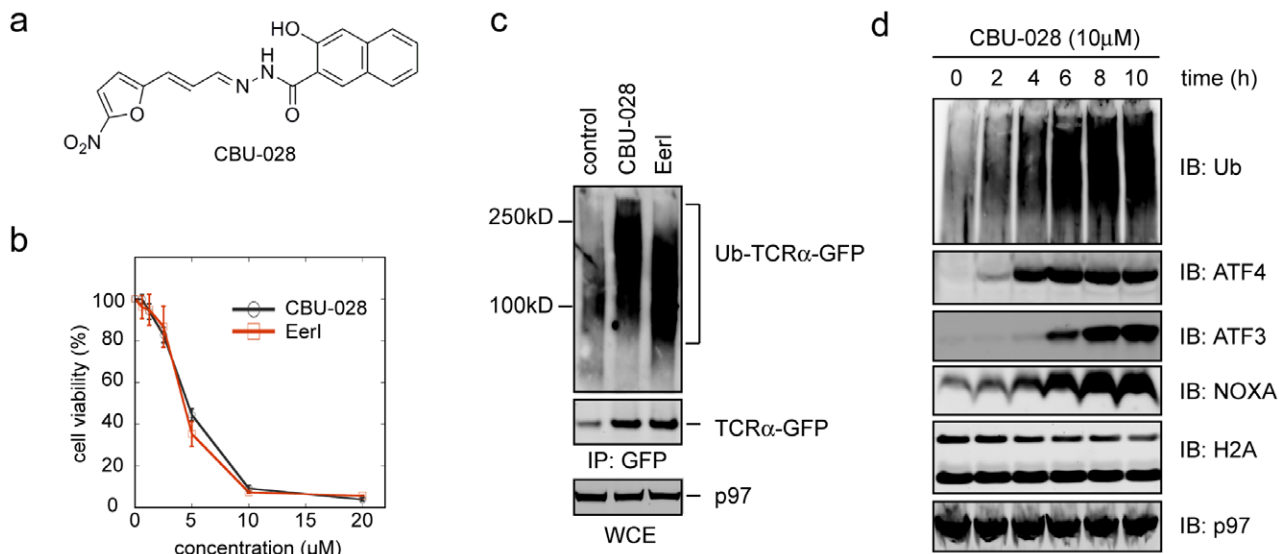 a
HO
H
N
N
O
O
O₂N
CBU-028
b
cell viability (%)
100
80
60
40
20
0
CBU-028
EerI
0 5 10 15 20
concentration (μM)
c
control
CBU-028
EerI
250kD
100kD
Ub-TCRα-GFP
TCRα-GFP
IP: GFP
p97
WCE
d
CBU-028 (10μM)
0 2 4 6 8 10 time (h)
IB: Ub
IB: ATF4
IB: ATF3
IB: NOXA
IB: H2A
IB: p97